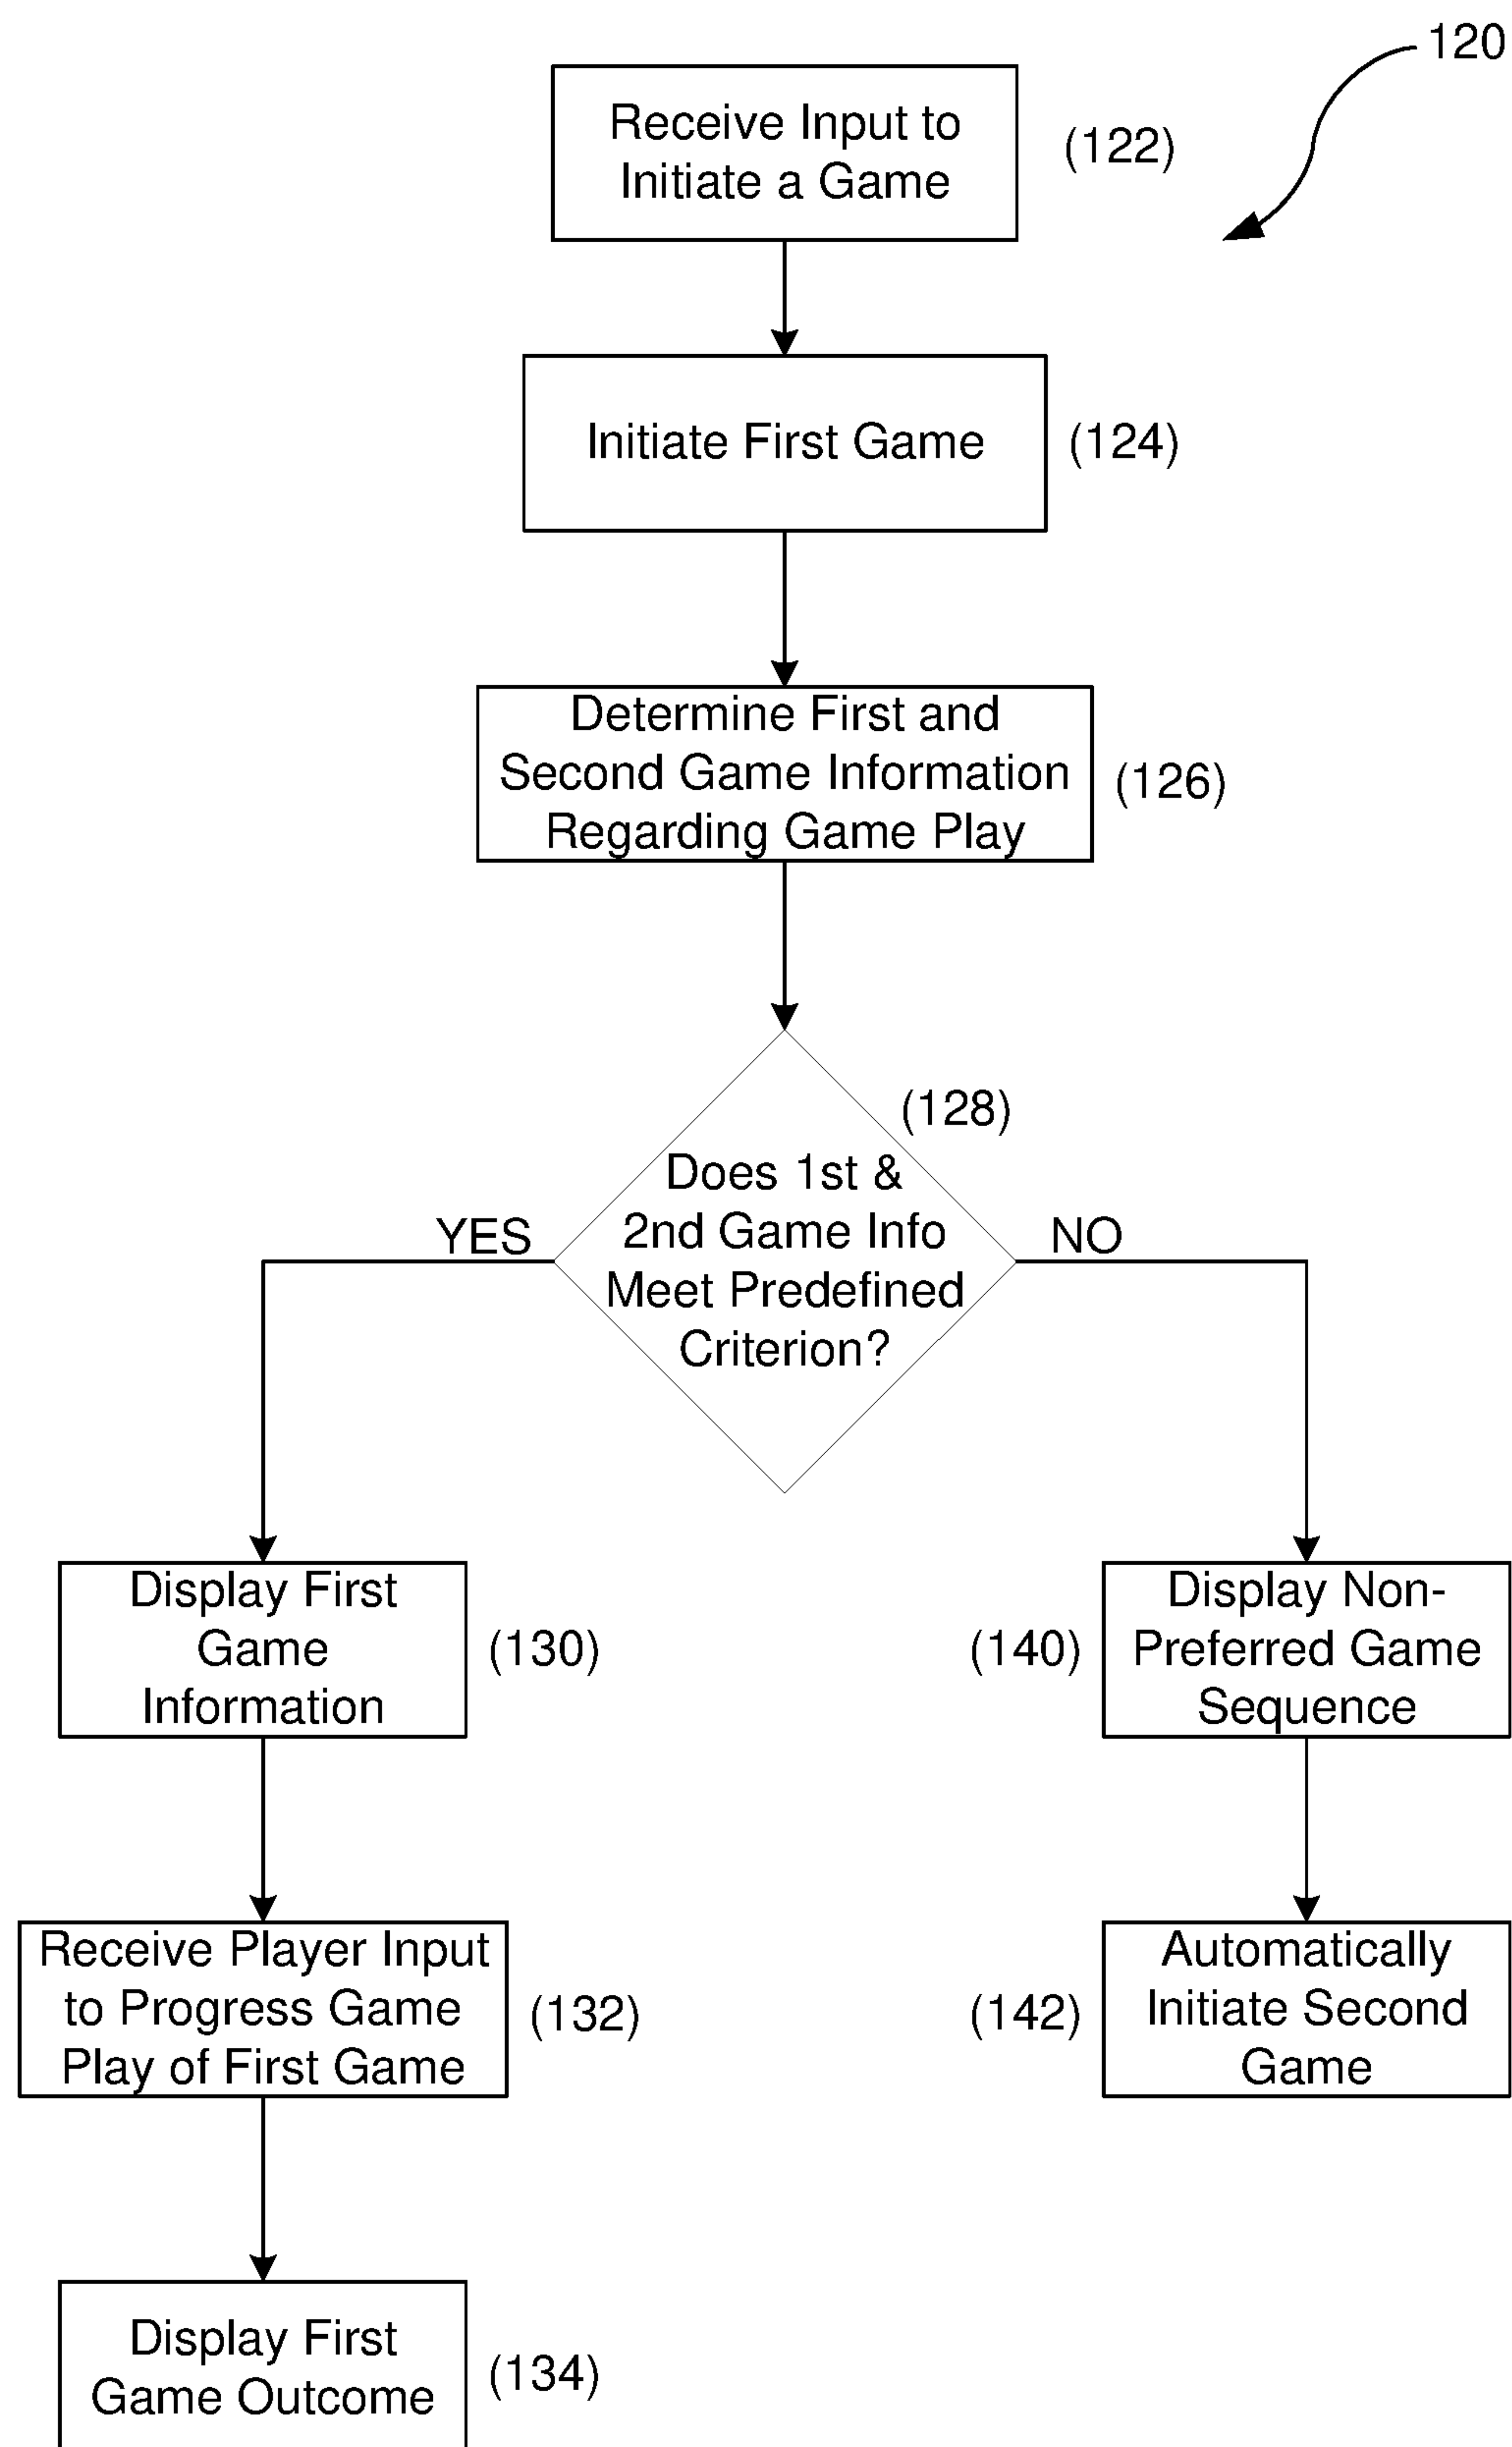 120
Receive Input to
Initiate a Game
(122)
Initiate First Game
(124)
Determine First and
Second Game Information
Regarding Game Play
(126)
(128)
Does 1st &
2nd Game Info
Meet Predefined
Criterion?
YES
NO
Display First
Game
Information
(130)
(140)
Display Non-
Preferred Game
Sequence
Receive Player Input
to Progress Game
Play of First Game
(132)
(142)
Automatically
Initiate Second
Game
Display First
Game Outcome
(134)